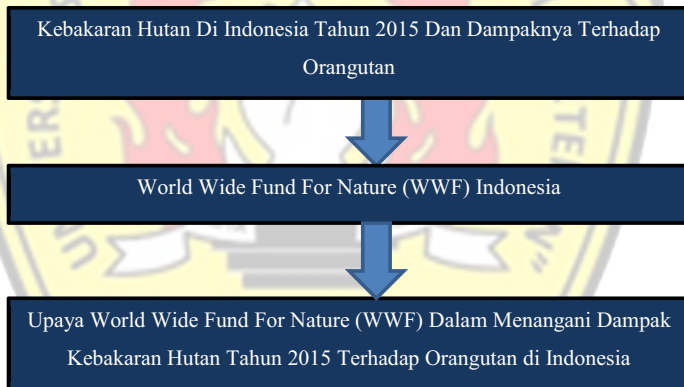 Kebakaran Hutan Di Indonesia Tahun 2015 Dan Dampaknya Terhadap
Orangutan
World Wide Fund For Nature (WWF) Indonesia
Upaya World Wide Fund For Nature (WWF) Dalam Menangani Dampak
Kebakaran Hutan Tahun 2015 Terhadap Orangutan di Indonesia